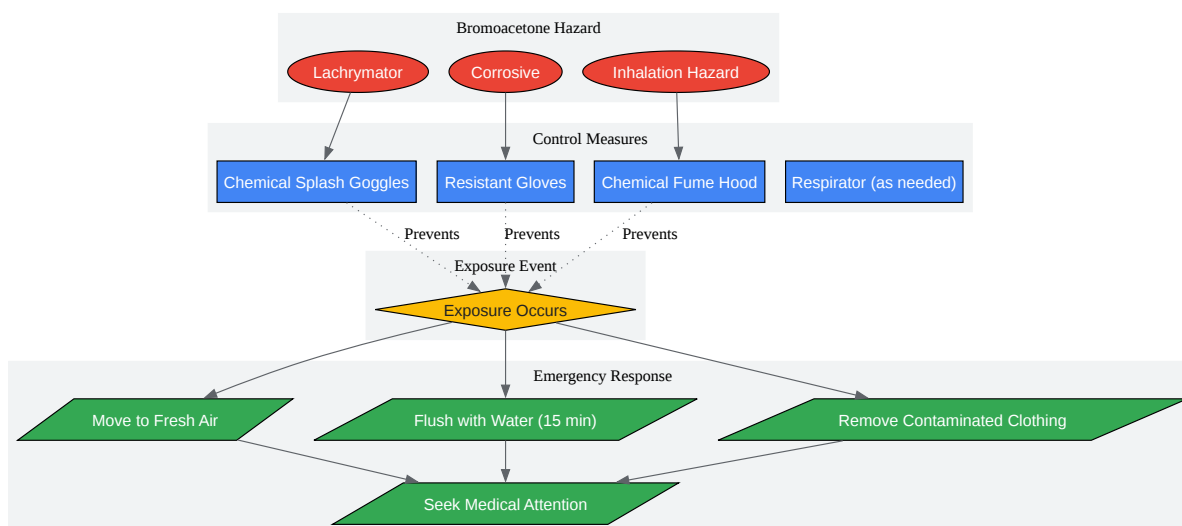 Bromoacetone Hazard
Lachrymator
Corrosive
Inhalation Hazard
Control Measures
Chemical Splash Goggles
Resistant Gloves
Chemical Fume Hood
Respirator (as needed)
Prevents
Prevents
Prevents
Exposure Event
Exposure Occurs
Emergency Response
Move to Fresh Air
Flush with Water (15 min)
Remove Contaminated Clothing
Seek Medical Attention